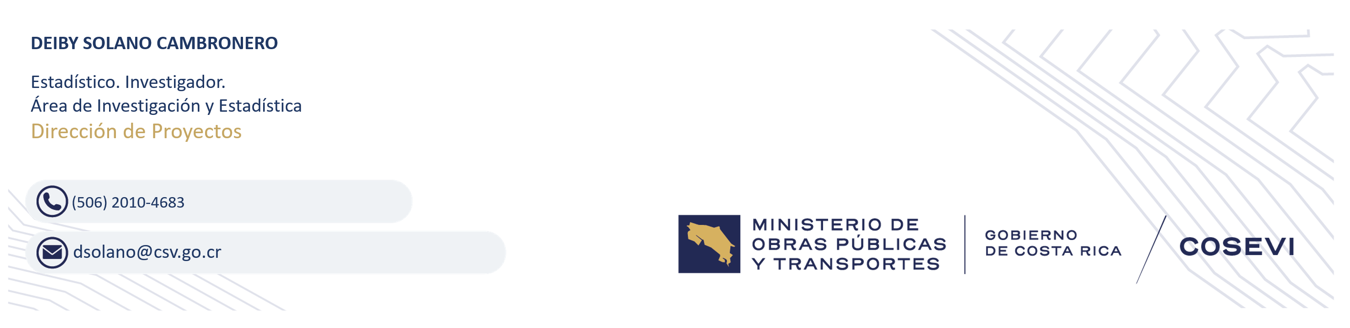 DEIBY SOLANO CAMBRONERO
Estadístico. Investigador.
Área de Investigación y Estadística
Dirección de Proyectos
(506) 2010-4683
dsolano@csv.go.cr
MINISTERIO DE
OBRAS PÚBLICAS
Y TRANSPORTES
GOBIERNO
DE COSTA RICA
COSEVI